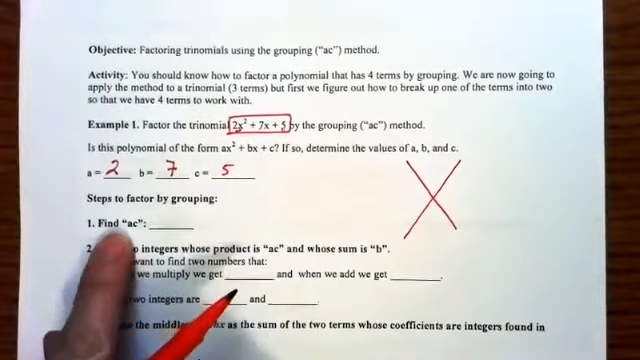 Objective: Factoring trinomials using the grouping ("ac") method.
Activity: You should know how to factor a polynomial that has 4 terms by grouping. We are now going to
apply the method to a trinomial (3 terms) but first we figure out how to break up one of the terms into two
so that we have 4 terms to work with.
Example 1. Factor the trinomial 2x² + 7x + 5 by the grouping ("ac") method.
Is this polynomial of the form ax² + bx + c? If so, determine the values of a, b, and c.
a = 2 b = 7 c = 5
Steps to factor by grouping:
1. Find "ac": ______
2 integers whose product is "ac" and whose sum is "b".
want to find two numbers that:
we multiply we get ______ and when we add we get ______.
two integers are ______ and ______.
the middle bx as the sum of the two terms whose coefficients are integers found in